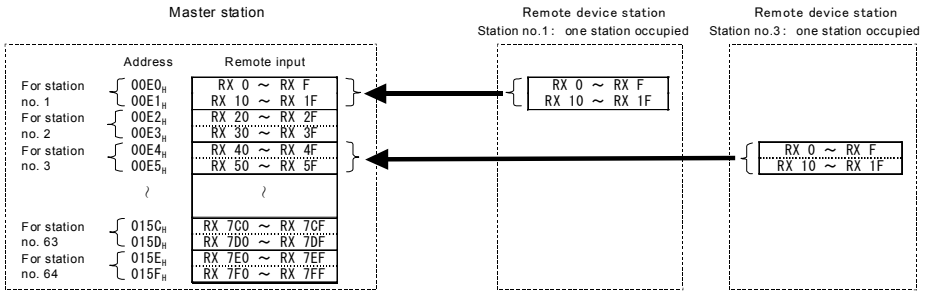 Master station
Remote device station
Station no.1: one station occupied
Remote device station
Station no.3: one station occupied
Address Remote input
For station no. 1
00E0H RX 0 ~ RX F
00E1H RX 10 ~ RX 1F
For station no. 2
00E2H RX 20 ~ RX 2F
00E3H RX 30 ~ RX 3F
For station no. 3
00E4H RX 40 ~ RX 4F
00E5H RX 50 ~ RX 5F
~ ~
For station no. 63
015CH RX 7C0 ~ RX 7CF
015DH RX 7D0 ~ RX 7DF
For station no. 64
015EH RX 7E0 ~ RX 7EF
015FH RX 7F0 ~ RX 7FF
RX 0 ~ RX F
RX 10 ~ RX 1F
RX 0 ~ RX F
RX 10 ~ RX 1F